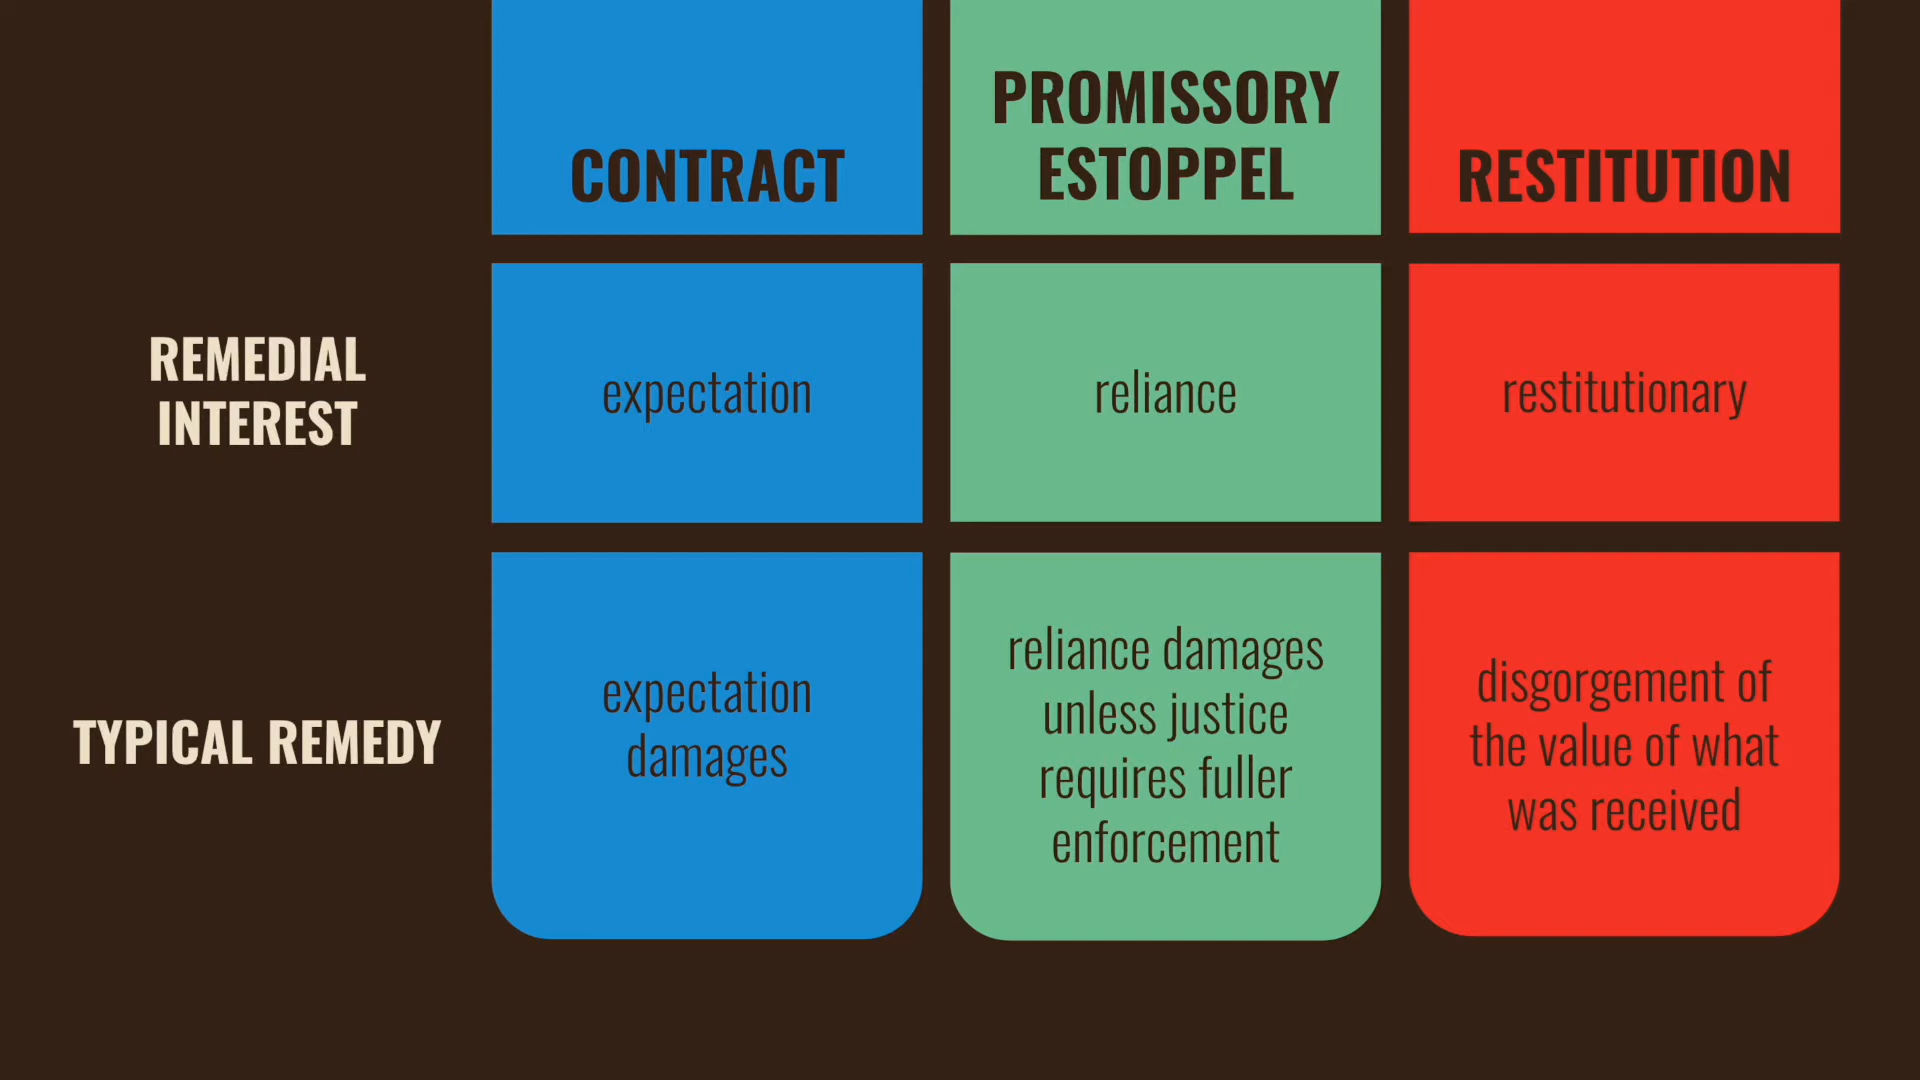 CONTRACT
PROMISSORY
ESTOPPEL
RESTITUTION
REMEDIAL
INTEREST
expectation
reliance
restitutionary
TYPICAL REMEDY
expectation
damages
reliance damages
unless justice
requires fuller
enforcement
disgorgement of
the value of what
was received